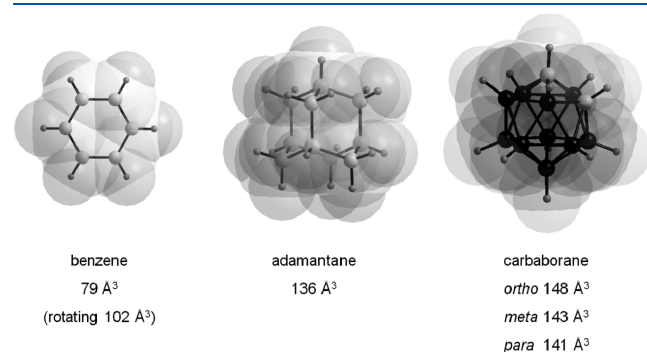 benzene
79 Å³
(rotating 102 Å³)
adamantane
136 Å³
carbaborane
ortho 148 Å³
meta 143 Å³
para 141 Å³